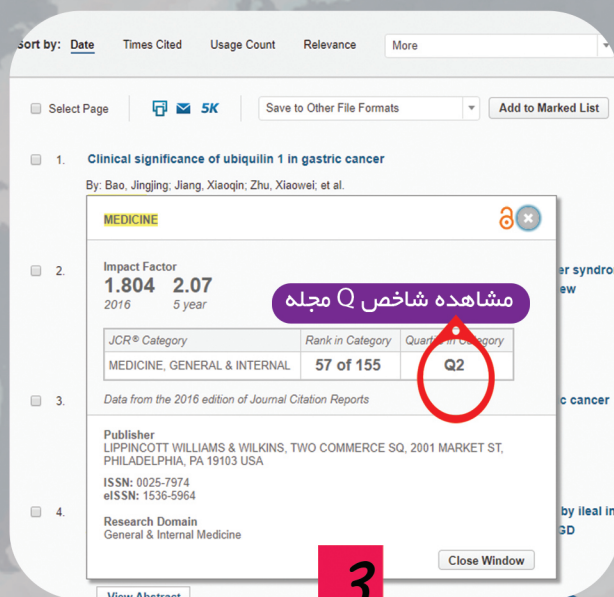 Sort by: Date Times Cited Usage Count Relevance More
Select Page 5K Save to Other File Formats Add to Marked List
1. Clinical significance of ubiquilin 1 in gastric cancer
By: Bao, Jingjing; Jiang, Xiaoqin; Zhu, Xiaowei; et al.
MEDICINE
2. Impact Factor
1.804 2.07
2016 5 year
مشاهده شاخص Q مجله
JCR® Category Rank in Category Quartile in Category
MEDICINE, GENERAL & INTERNAL 57 of 155 Q2
3. Data from the 2016 edition of Journal Citation Reports
c cancer
Publisher
LIPPINCOTT WILLIAMS & WILKINS, TWO COMMERCE SQ, 2001 MARKET ST,
PHILADELPHIA, PA 19103 USA
ISSN: 0025-7974
eISSN: 1536-5964
4. by ileal in
Research Domain
General & Internal Medicine
GD
Close Window
View Abstract
3